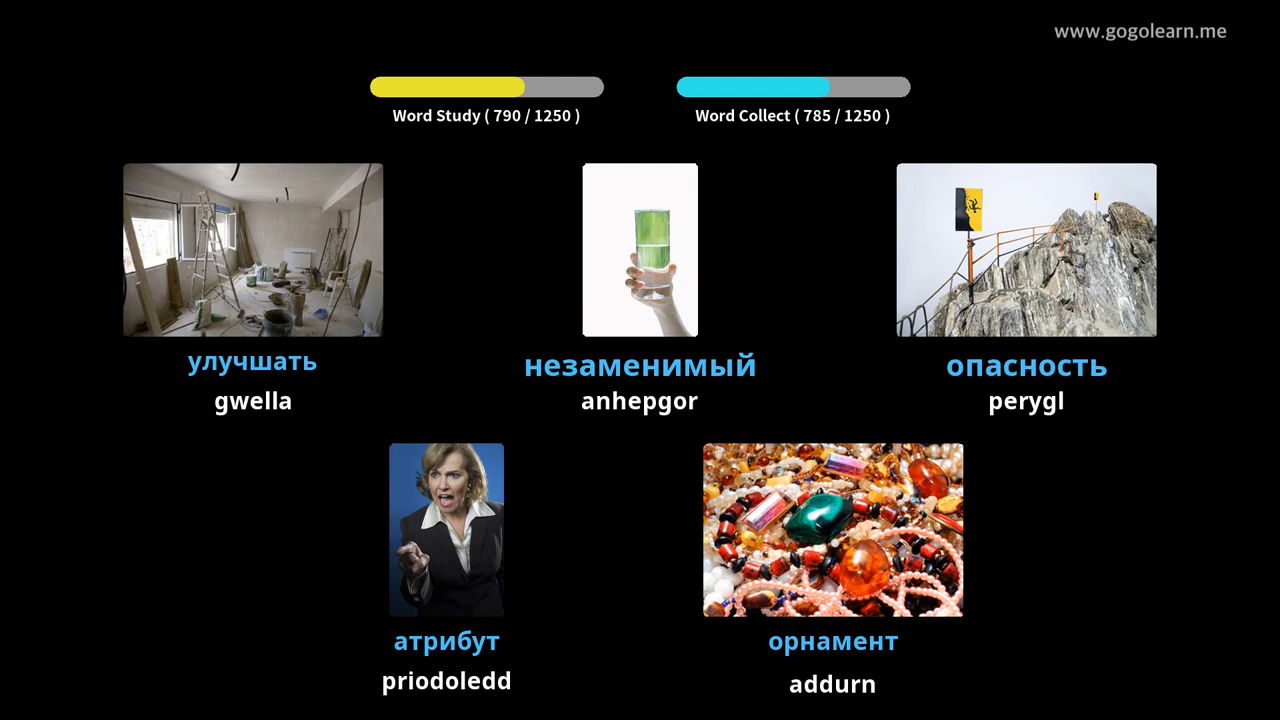 www.gogolearn.me
Word Study ( 790 / 1250 )
Word Collect ( 785 / 1250 )
улучшать
gwella
незаменимый
anhepgor
опасность
perygl
атрибут
priodoledd
орнамент
addurn